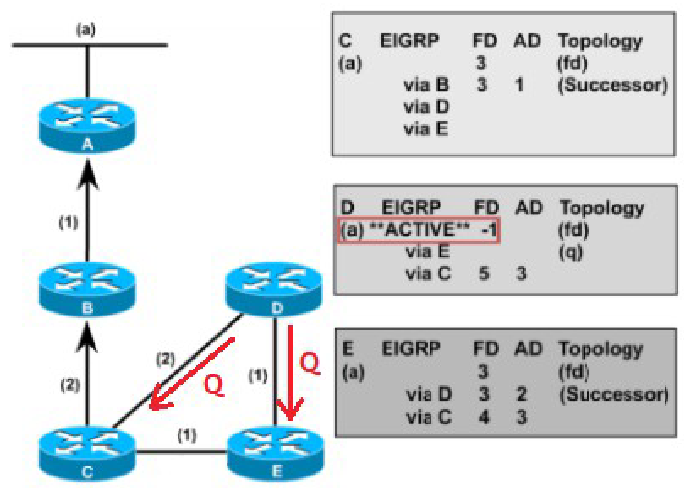 (a)
A
(1)
B
D
(2)
(2)
Q
(1)
Q
C
(1)
E
C EIGRP FD AD Topology
(a) 3 (fd)
via B 3 1 (Successor)
via D
via E
D EIGRP FD AD Topology
(a) **ACTIVE** -1 (fd)
via E (q)
via C 5 3
E EIGRP FD AD Topology
(a) 3 (fd)
via D 3 2 (Successor)
via C 4 3